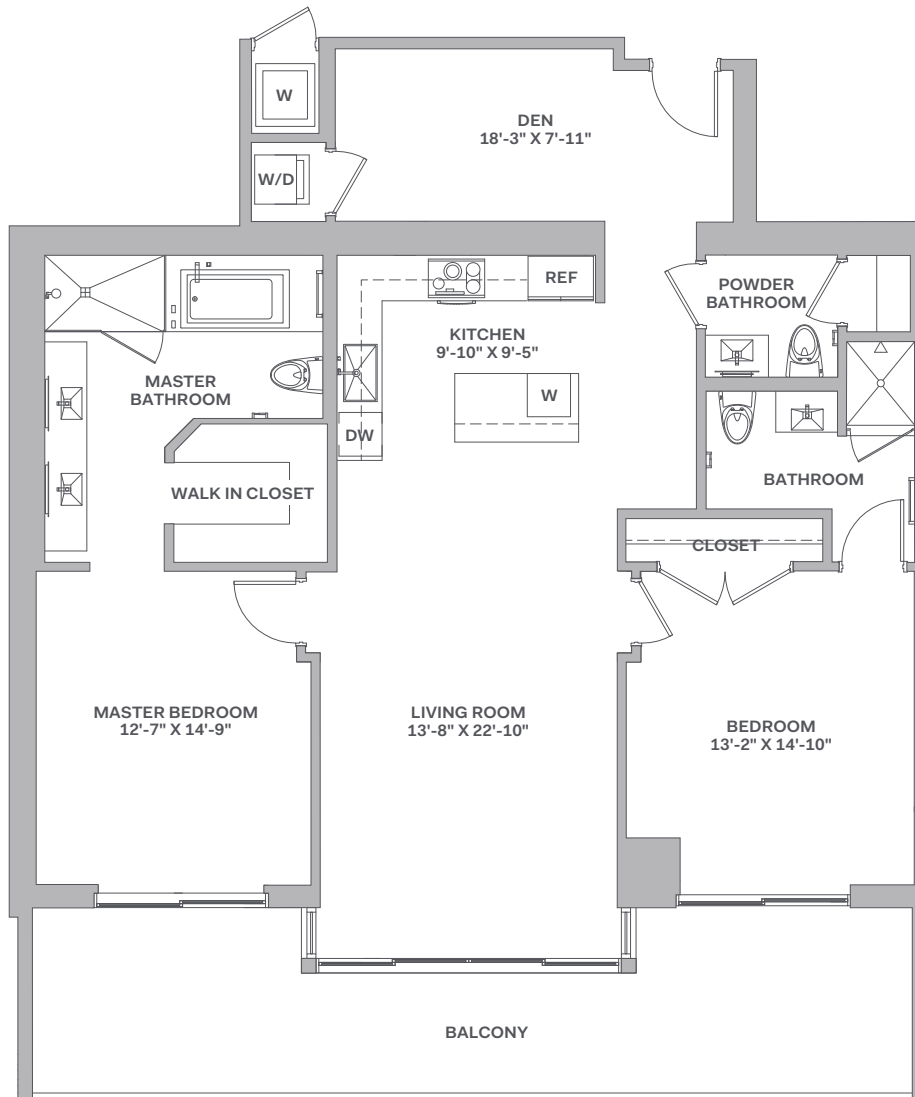 W
DEN
18'-3" X 7'-11"
W/D
REF
POWDER
BATHROOM
KITCHEN
9'-10" X 9'-5"
MASTER
BATHROOM
W
DW
BATHROOM
WALK IN CLOSET
CLOSET
MASTER BEDROOM
12'-7" X 14'-9"
LIVING ROOM
13'-8" X 22'-10"
BEDROOM
13'-2" X 14'-10"
BALCONY